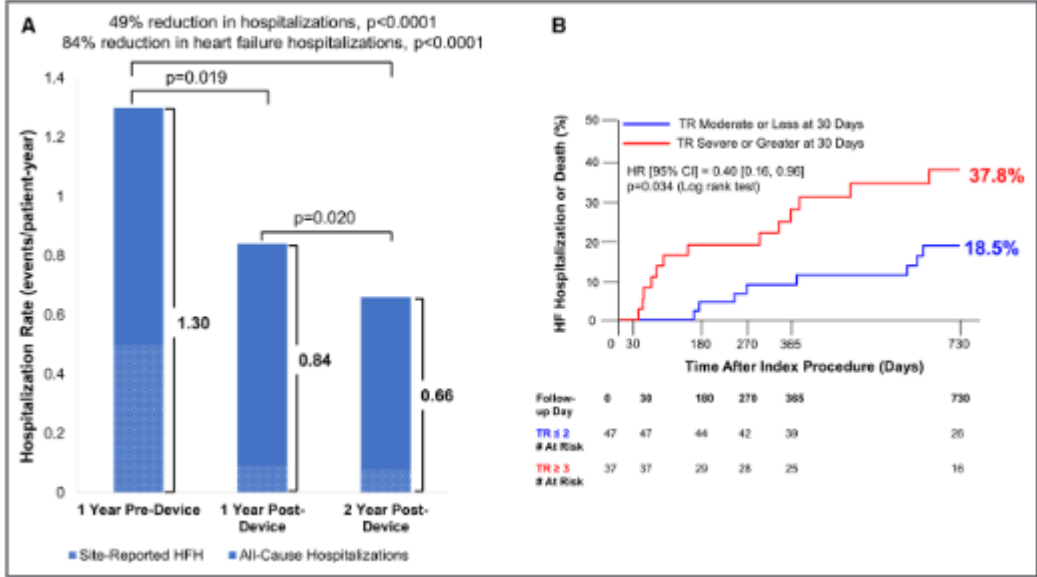 A
49% reduction in hospitalizations, p<0.0001
84% reduction in heart failure hospitalizations, p<0.0001
p=0.019
p=0.020
Hospitalization Rate (events/patient-year)
1.4
1.2
1
0.8
0.6
0.4
0.2
0
1.30
0.84
0.66
1 Year Pre-Device
1 Year Post-
Device
2 Year Post-
Device
Site-Reported HFH
All-Cause Hospitalizations
B
HF Hospitalization or Death (%)
50
40
30
20
10
0
TR Moderate or Less at 30 Days
TR Severe or Greater at 30 Days
HR [95% CI] = 0.40 [0.16, 0.96]
p=0.034 (Log rank test)
37.8%
18.5%
0 30 180 270 365 730
Time After Index Procedure (Days)
Follow-
up Day 0 30 180 270 365 730
TR ≤ 2
# At Risk 47 47 44 42 39 26
TR ≥ 3
# At Risk 37 37 29 28 25 16